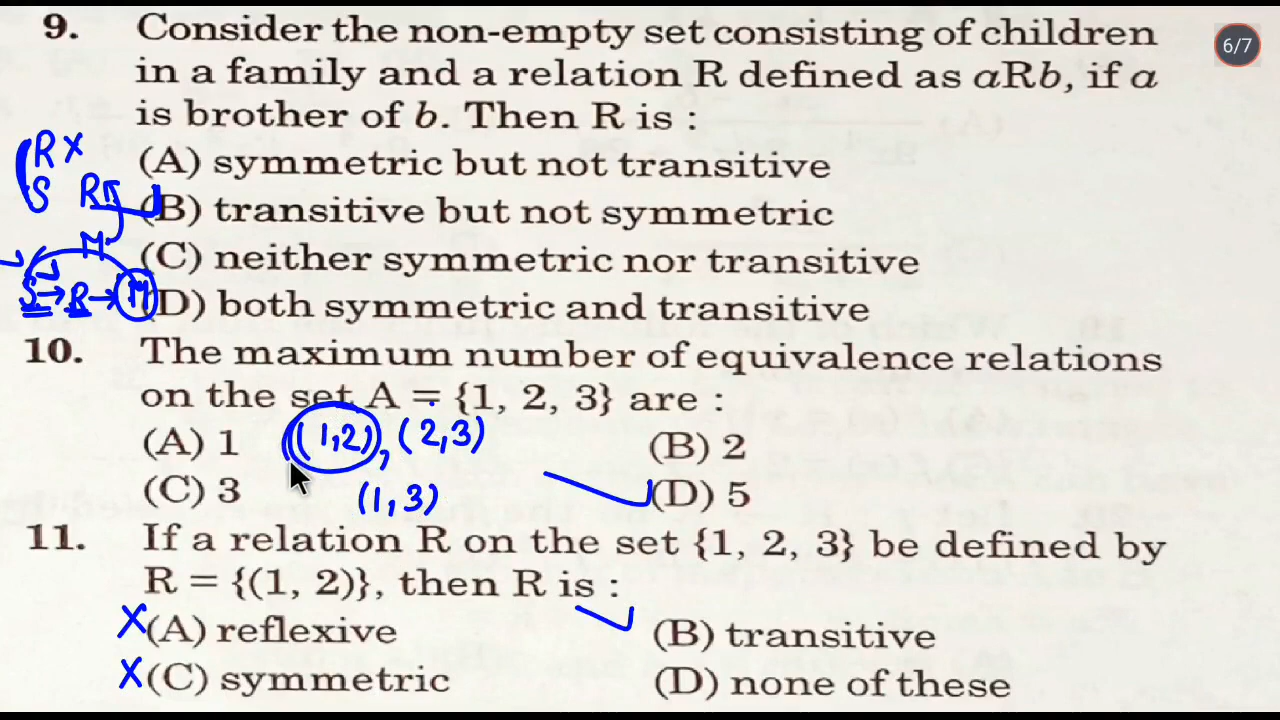 9. Consider the non-empty set consisting of children
in a family and a relation R defined as aRb, if a
is brother of b. Then R is :
(A) symmetric but not transitive
(B) transitive but not symmetric
(C) neither symmetric nor transitive
(D) both symmetric and transitive
10. The maximum number of equivalence relations
on the set A = {1, 2, 3} are :
(A) 1
(B) 2
(C) 3
(D) 5
11. If a relation R on the set {1, 2, 3} be defined by
R = {(1, 2)}, then R is :
(A) reflexive
(B) transitive
(C) symmetric
(D) none of these
6/7
R x
S R
M
S → R → M
(1,2), (2,3)
(1,3)
x
x